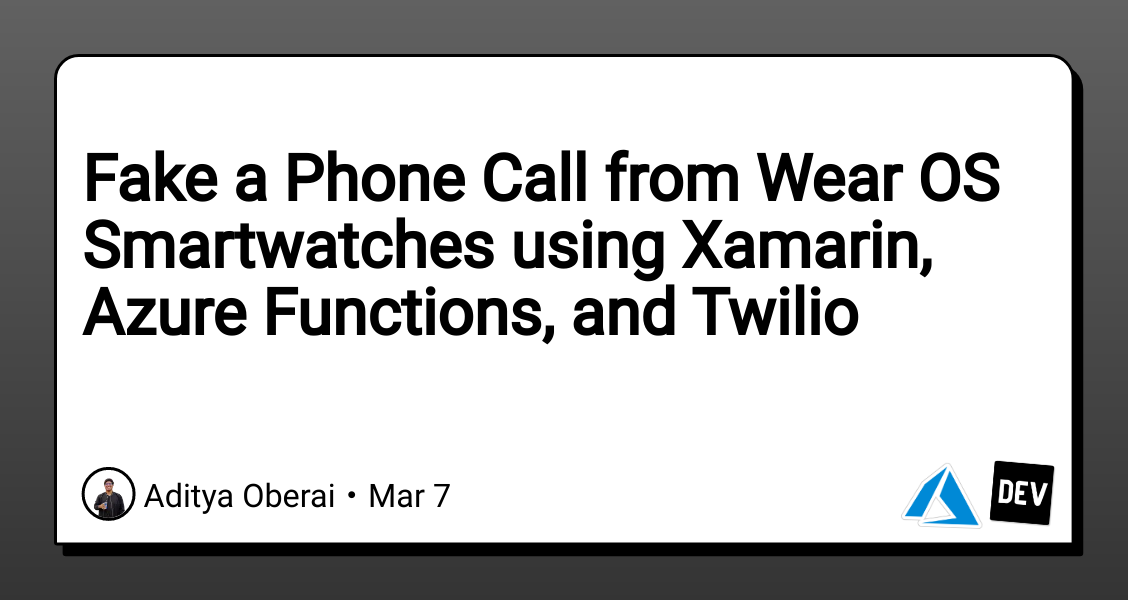 Fake a Phone Call from Wear OS
Smartwatches using Xamarin,
Azure Functions, and Twilio
Aditya Oberai • Mar 7
DEV